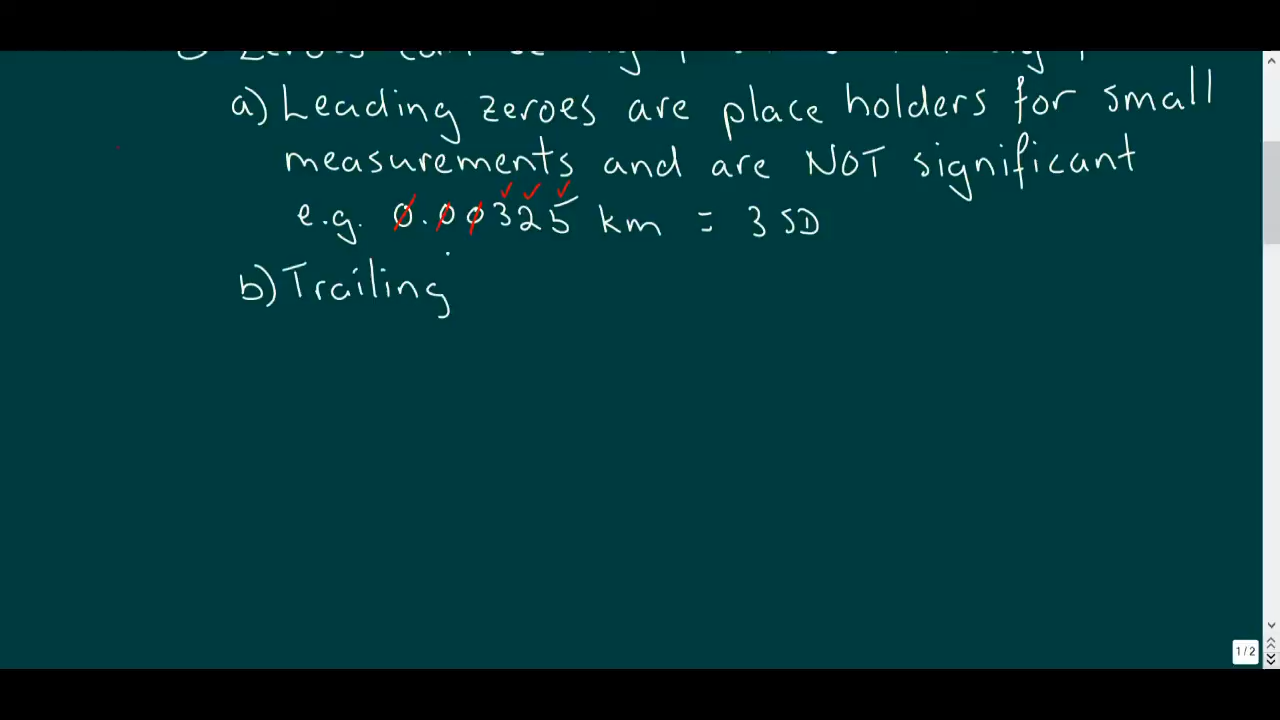 a) Leading zeroes are place holders for small
measurements and are NOT significant
e.g. 0.00325 km = 3 SD
b) Trailing
1/2